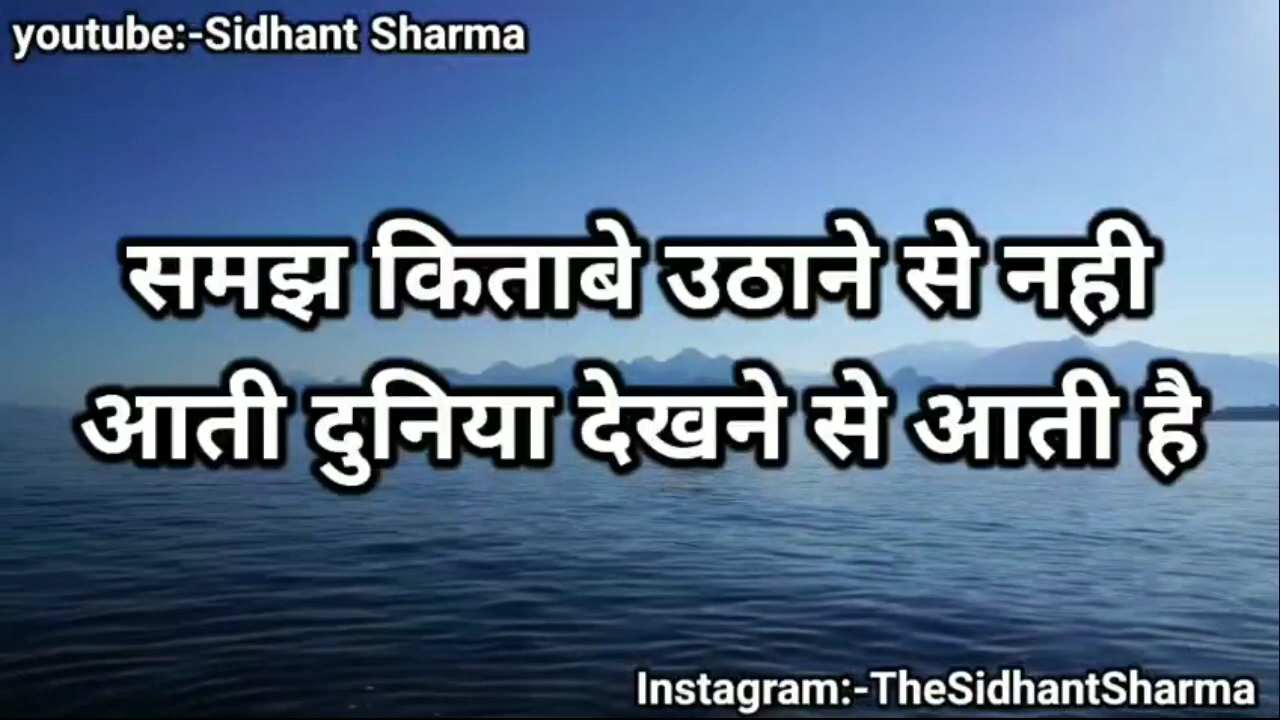 youtube:-Sidhant Sharma
समझ किताबे उठाने से नही
आती दुनिया देखने से आती है
Instagram:-TheSidhantSharma